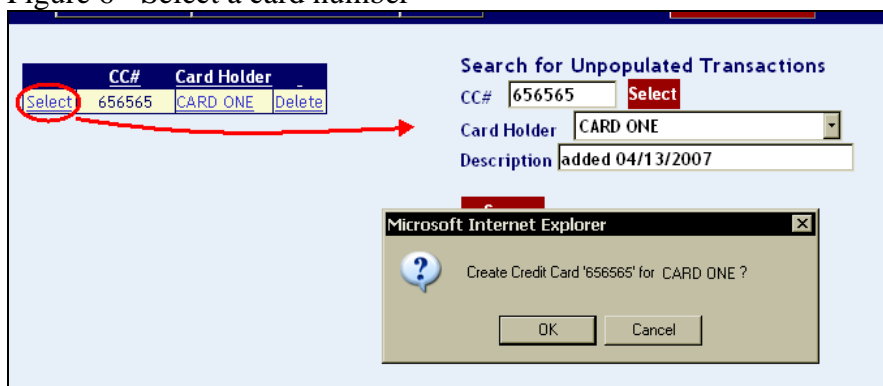 Figure 6 - Select a card number
CC# Card Holder
Select 656565 CARD ONE Delete
Search for Unpopulated Transactions
CC# 656565 Select
Card Holder CARD ONE
Description added 04/13/2007
Microsoft Internet Explorer
Create Credit Card '656565' for CARD ONE ?
OK Cancel